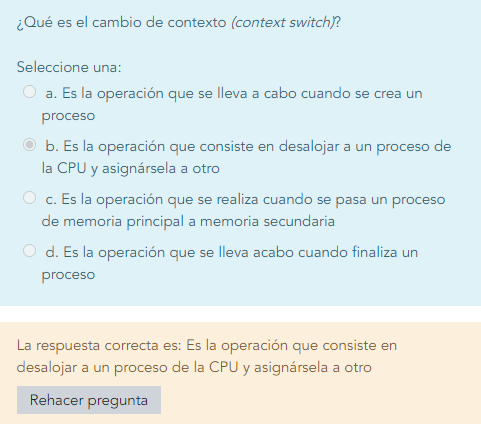 ¿Qué es el cambio de contexto (context switch)?
Seleccione una:
a. Es la operación que se lleva a cabo cuando se crea un
proceso
b. Es la operación que consiste en desalojar a un proceso de
la CPU y asignársela a otro
c. Es la operación que se realiza cuando se pasa un proceso
de memoria principal a memoria secundaria
d. Es la operación que se lleva acabo cuando finaliza un
proceso
La respuesta correcta es: Es la operación que consiste en
desalojar a un proceso de la CPU y asignársela a otro
Rehacer pregunta